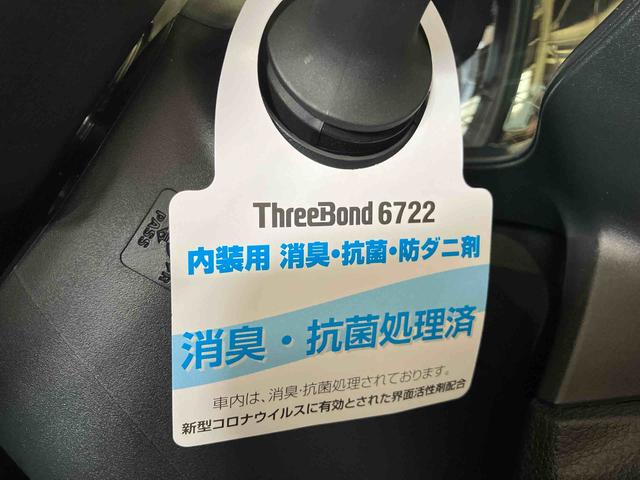 ThreeBond 6722
内装用 消臭・抗菌・防ダニ剤
消臭・抗菌処理済
車内は、消臭・抗菌処理されております。
新型コロナウイルスに有効とされた界面活性剤配合
PASS